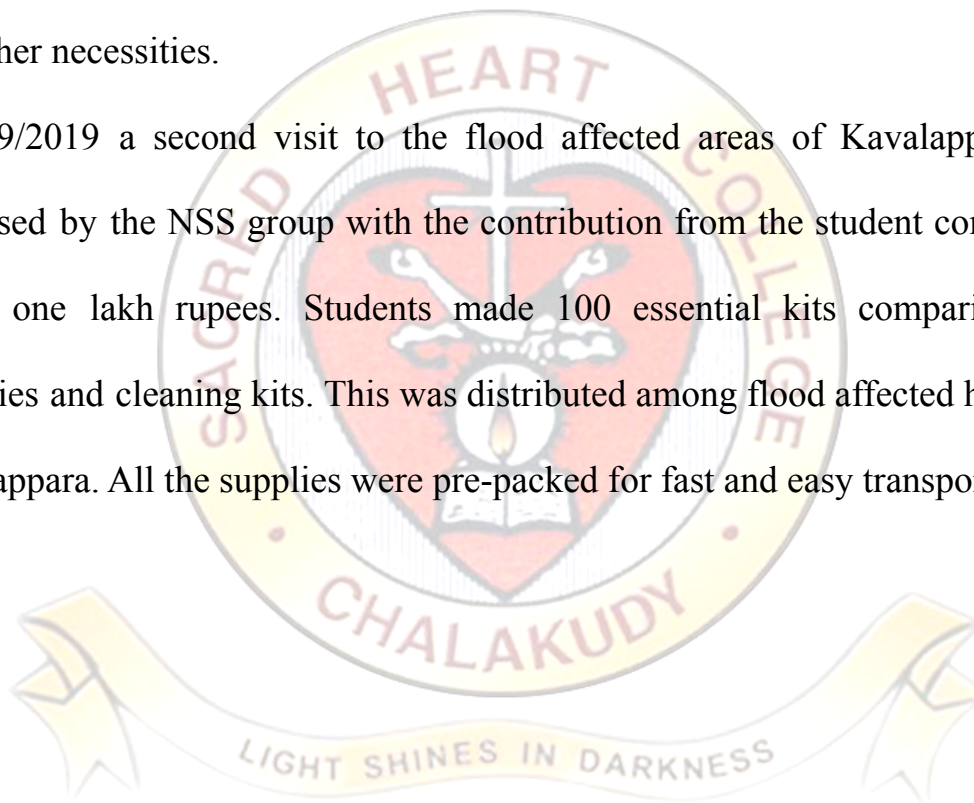 her necessities.
9/2019 a second visit to the flood affected areas of Kavalapp
sed by the NSS group with the contribution from the student con
one lakh rupees. Students made 100 essential kits compari
ies and cleaning kits. This was distributed among flood affected h
appara. All the supplies were pre-packed for fast and easy transpor
SACRED HEART COLLEGE
CHALAKUDY
LIGHT SHINES IN DARKNESS